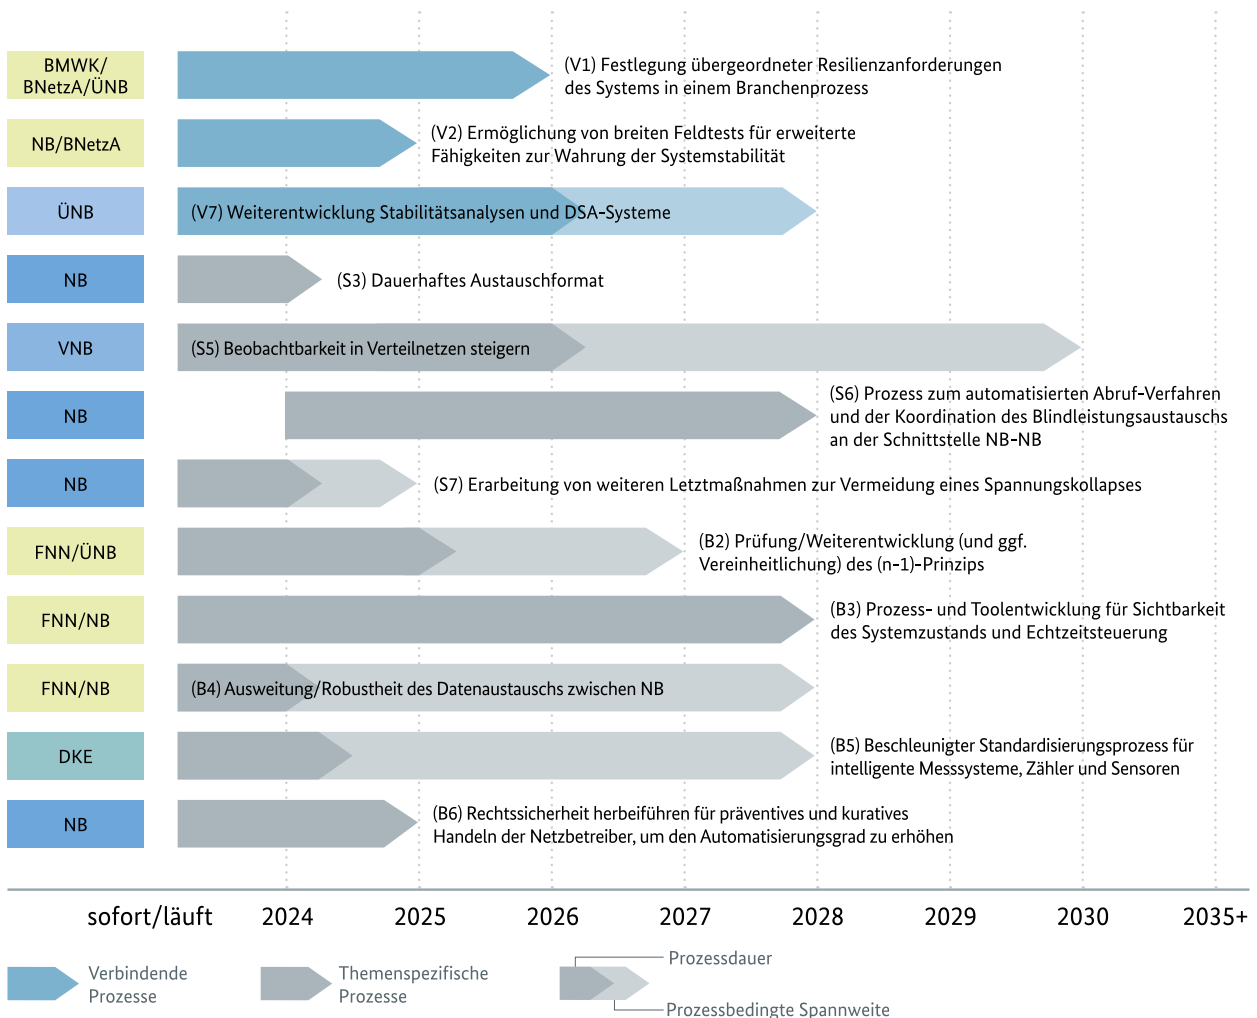 BMWK/
BNetzA/ÜNB
(V1) Festlegung übergeordneter Resilienzanforderungen
des Systems in einem Branchenprozess
NB/BNetzA
(V2) Ermöglichung von breiten Feldtests für erweiterte
Fähigkeiten zur Wahrung der Systemstabilität
ÜNB
(V7) Weiterentwicklung Stabilitätsanalysen und DSA-Systeme
NB
(S3) Dauerhaftes Austauschformat
VNB
(S5) Beobachtbarkeit in Verteilnetzen steigern
NB
(S6) Prozess zum automatisierten Abruf-Verfahren
und der Koordination des Blindleistungsaustauschs
an der Schnittstelle NB-NB
NB
(S7) Erarbeitung von weiteren Letztmaßnahmen zur Vermeidung eines Spannungskollapses
FNN/ÜNB
(B2) Prüfung/Weiterentwicklung (und ggf.
Vereinheitlichung) des (n-1)-Prinzips
FNN/NB
(B3) Prozess- und Toolentwicklung für Sichtbarkeit
des Systemzustands und Echtzeitsteuerung
FNN/NB
(B4) Ausweitung/Robustheit des Datenaustauschs zwischen NB
DKE
(B5) Beschleunigter Standardisierungsprozess für
intelligente Messsysteme, Zähler und Sensoren
NB
(B6) Rechtssicherheit herbeiführen für präventives und kuratives
Handeln der Netzbetreiber, um den Automatisierungsgrad zu erhöhen
sofort/läuft 2024 2025 2026 2027 2028 2029 2030 2035+
Verbindende
Prozesse
Themenspezifische
Prozesse
Prozessdauer
Prozessbedingte Spannweite